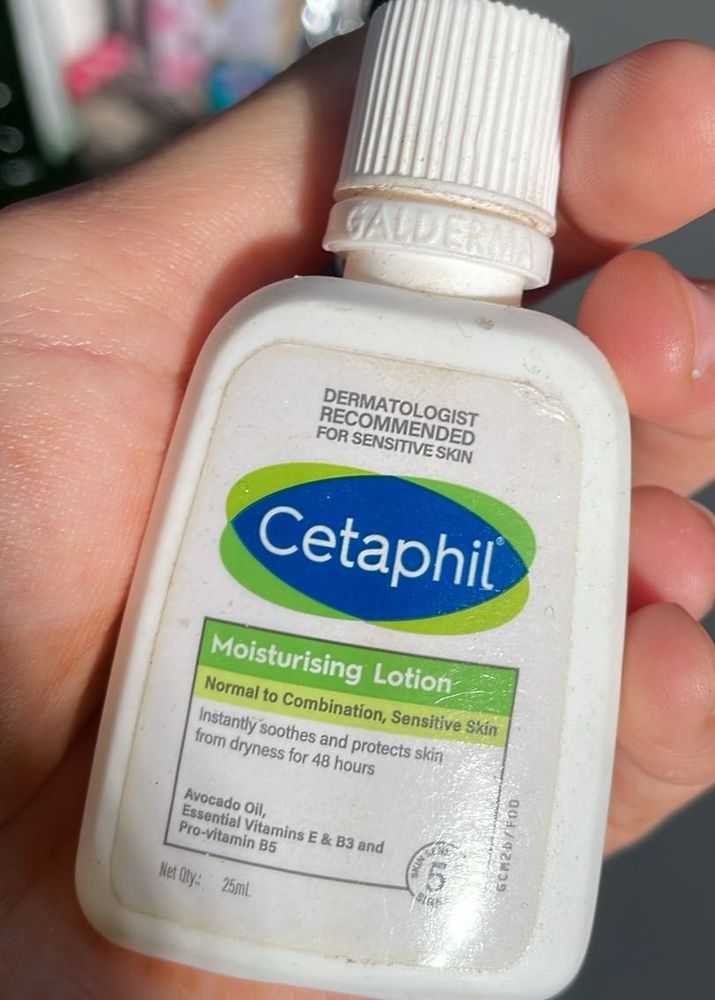 GALDERMA
DERMATOLOGIST
RECOMMENDED
FOR SENSITIVE SKIN
Cetaphil®
Moisturising Lotion
Normal to Combination, Sensitive Skin
Instantly soothes and protects skin
from dryness for 48 hours
Avocado Oil,
Essential Vitamins E & B3 and
Pro-vitamin B5
SKIN
5
Net Qty.: 25mL